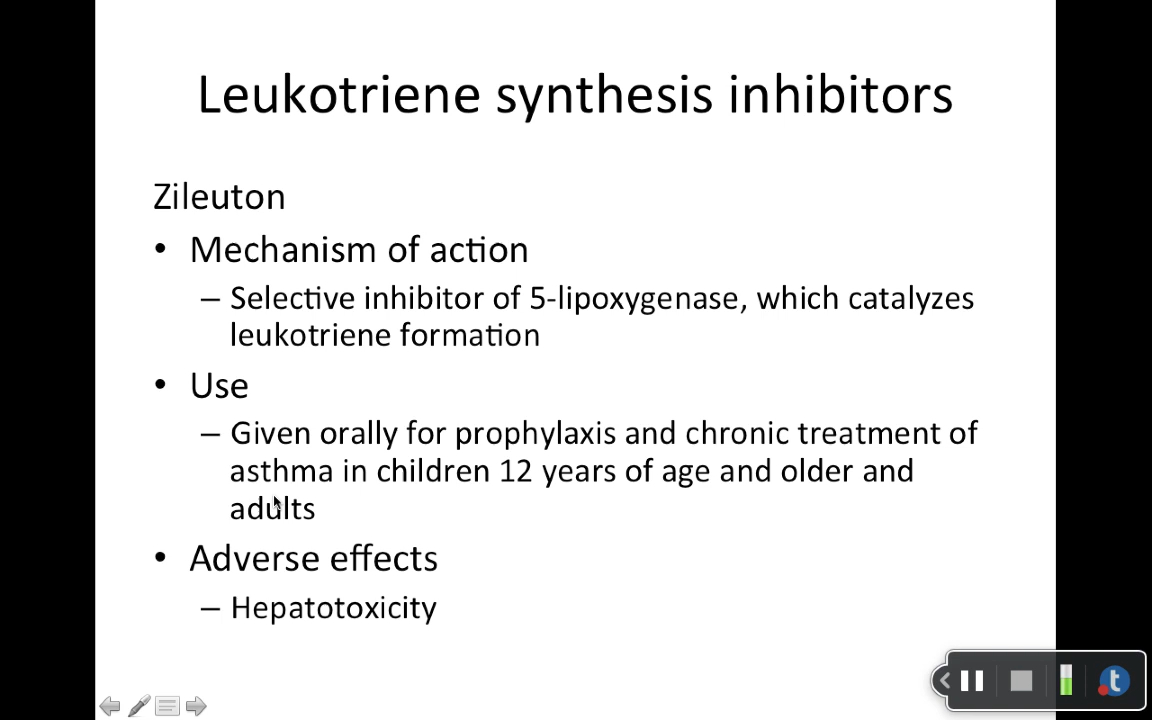 Leukotriene synthesis inhibitors
Zileuton
• Mechanism of action
– Selective inhibitor of 5-lipoxygenase, which catalyzes
leukotriene formation
• Use
– Given orally for prophylaxis and chronic treatment of
asthma in children 12 years of age and older and
adults
• Adverse effects
– Hepatotoxicity
t